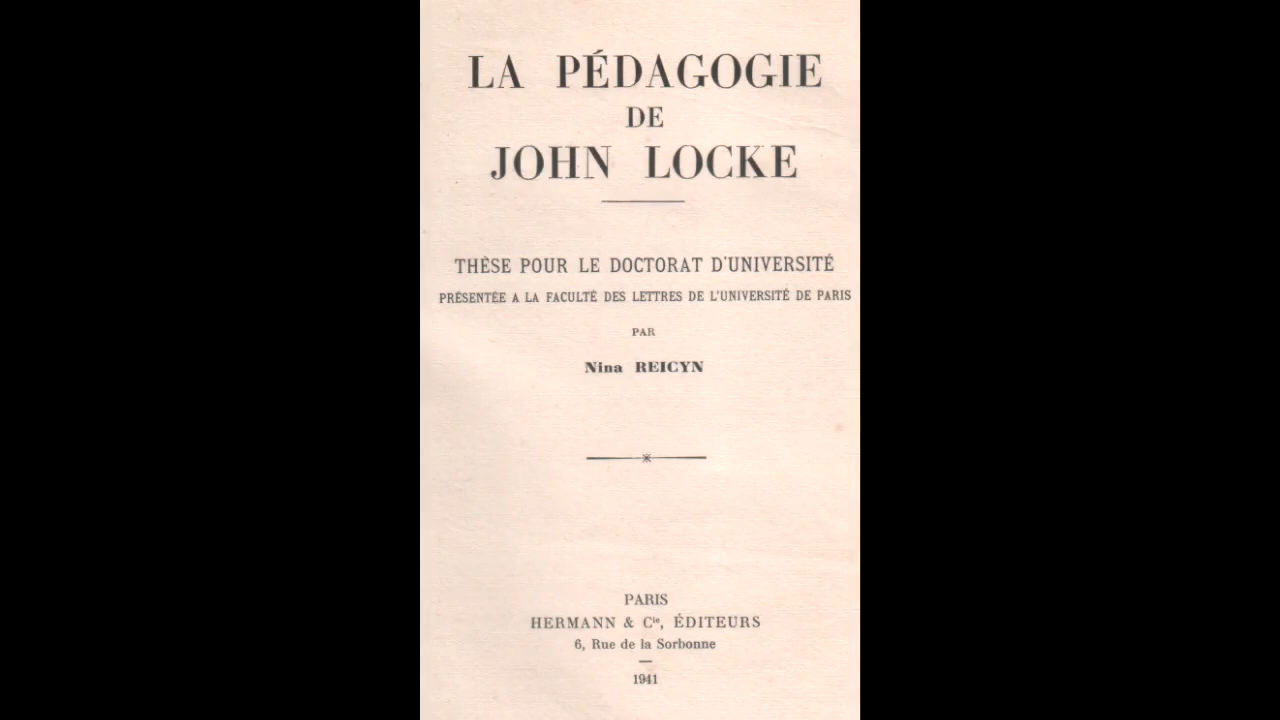 LA PÉDAGOGIE
DE
JOHN LOCKE
THÈSE POUR LE DOCTORAT D'UNIVERSITÉ
PRÉSENTÉE A LA FACULTÉ DES LETTRES DE L'UNIVERSITÉ DE PARIS
PAR
Nina REICYN
PARIS
HERMANN & Cie, ÉDITEURS
6, Rue de la Sorbonne
1941